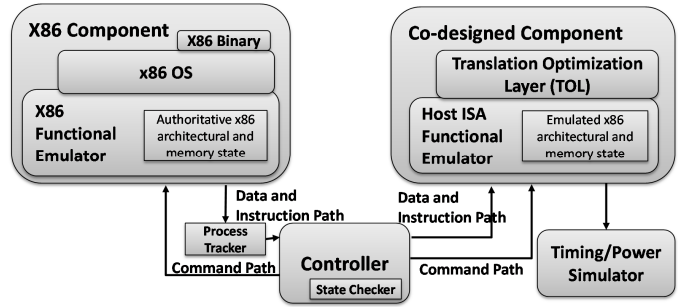 X86 Component
X86 Binary
x86 OS
X86
Functional
Emulator
Authoritative x86
architectural and
memory state
Co-designed Component
Translation Optimization
Layer (TOL)
Host ISA
Functional
Emulator
Emulated x86
architectural and
memory state
Data and
Instruction Path
Process
Tracker
Command Path
Controller
State Checker
Data and
Instruction Path
Command Path
Timing/Power
Simulator